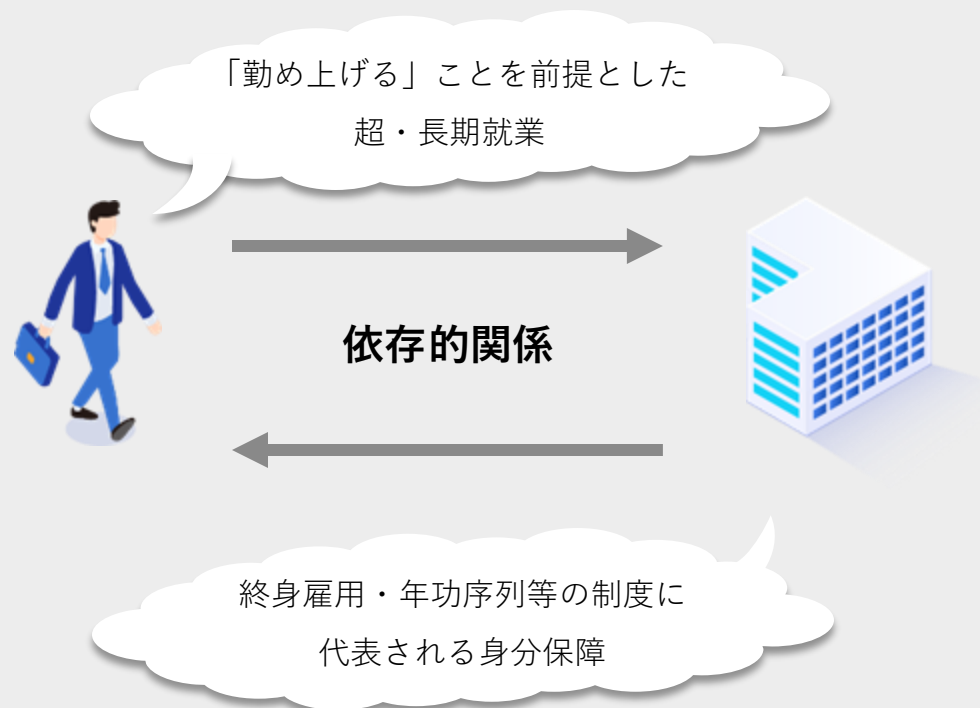 「勤め上げる」ことを前提とした
超・長期就業
依存的関係
終身雇用・年功序列等の制度に
代表される身分保障